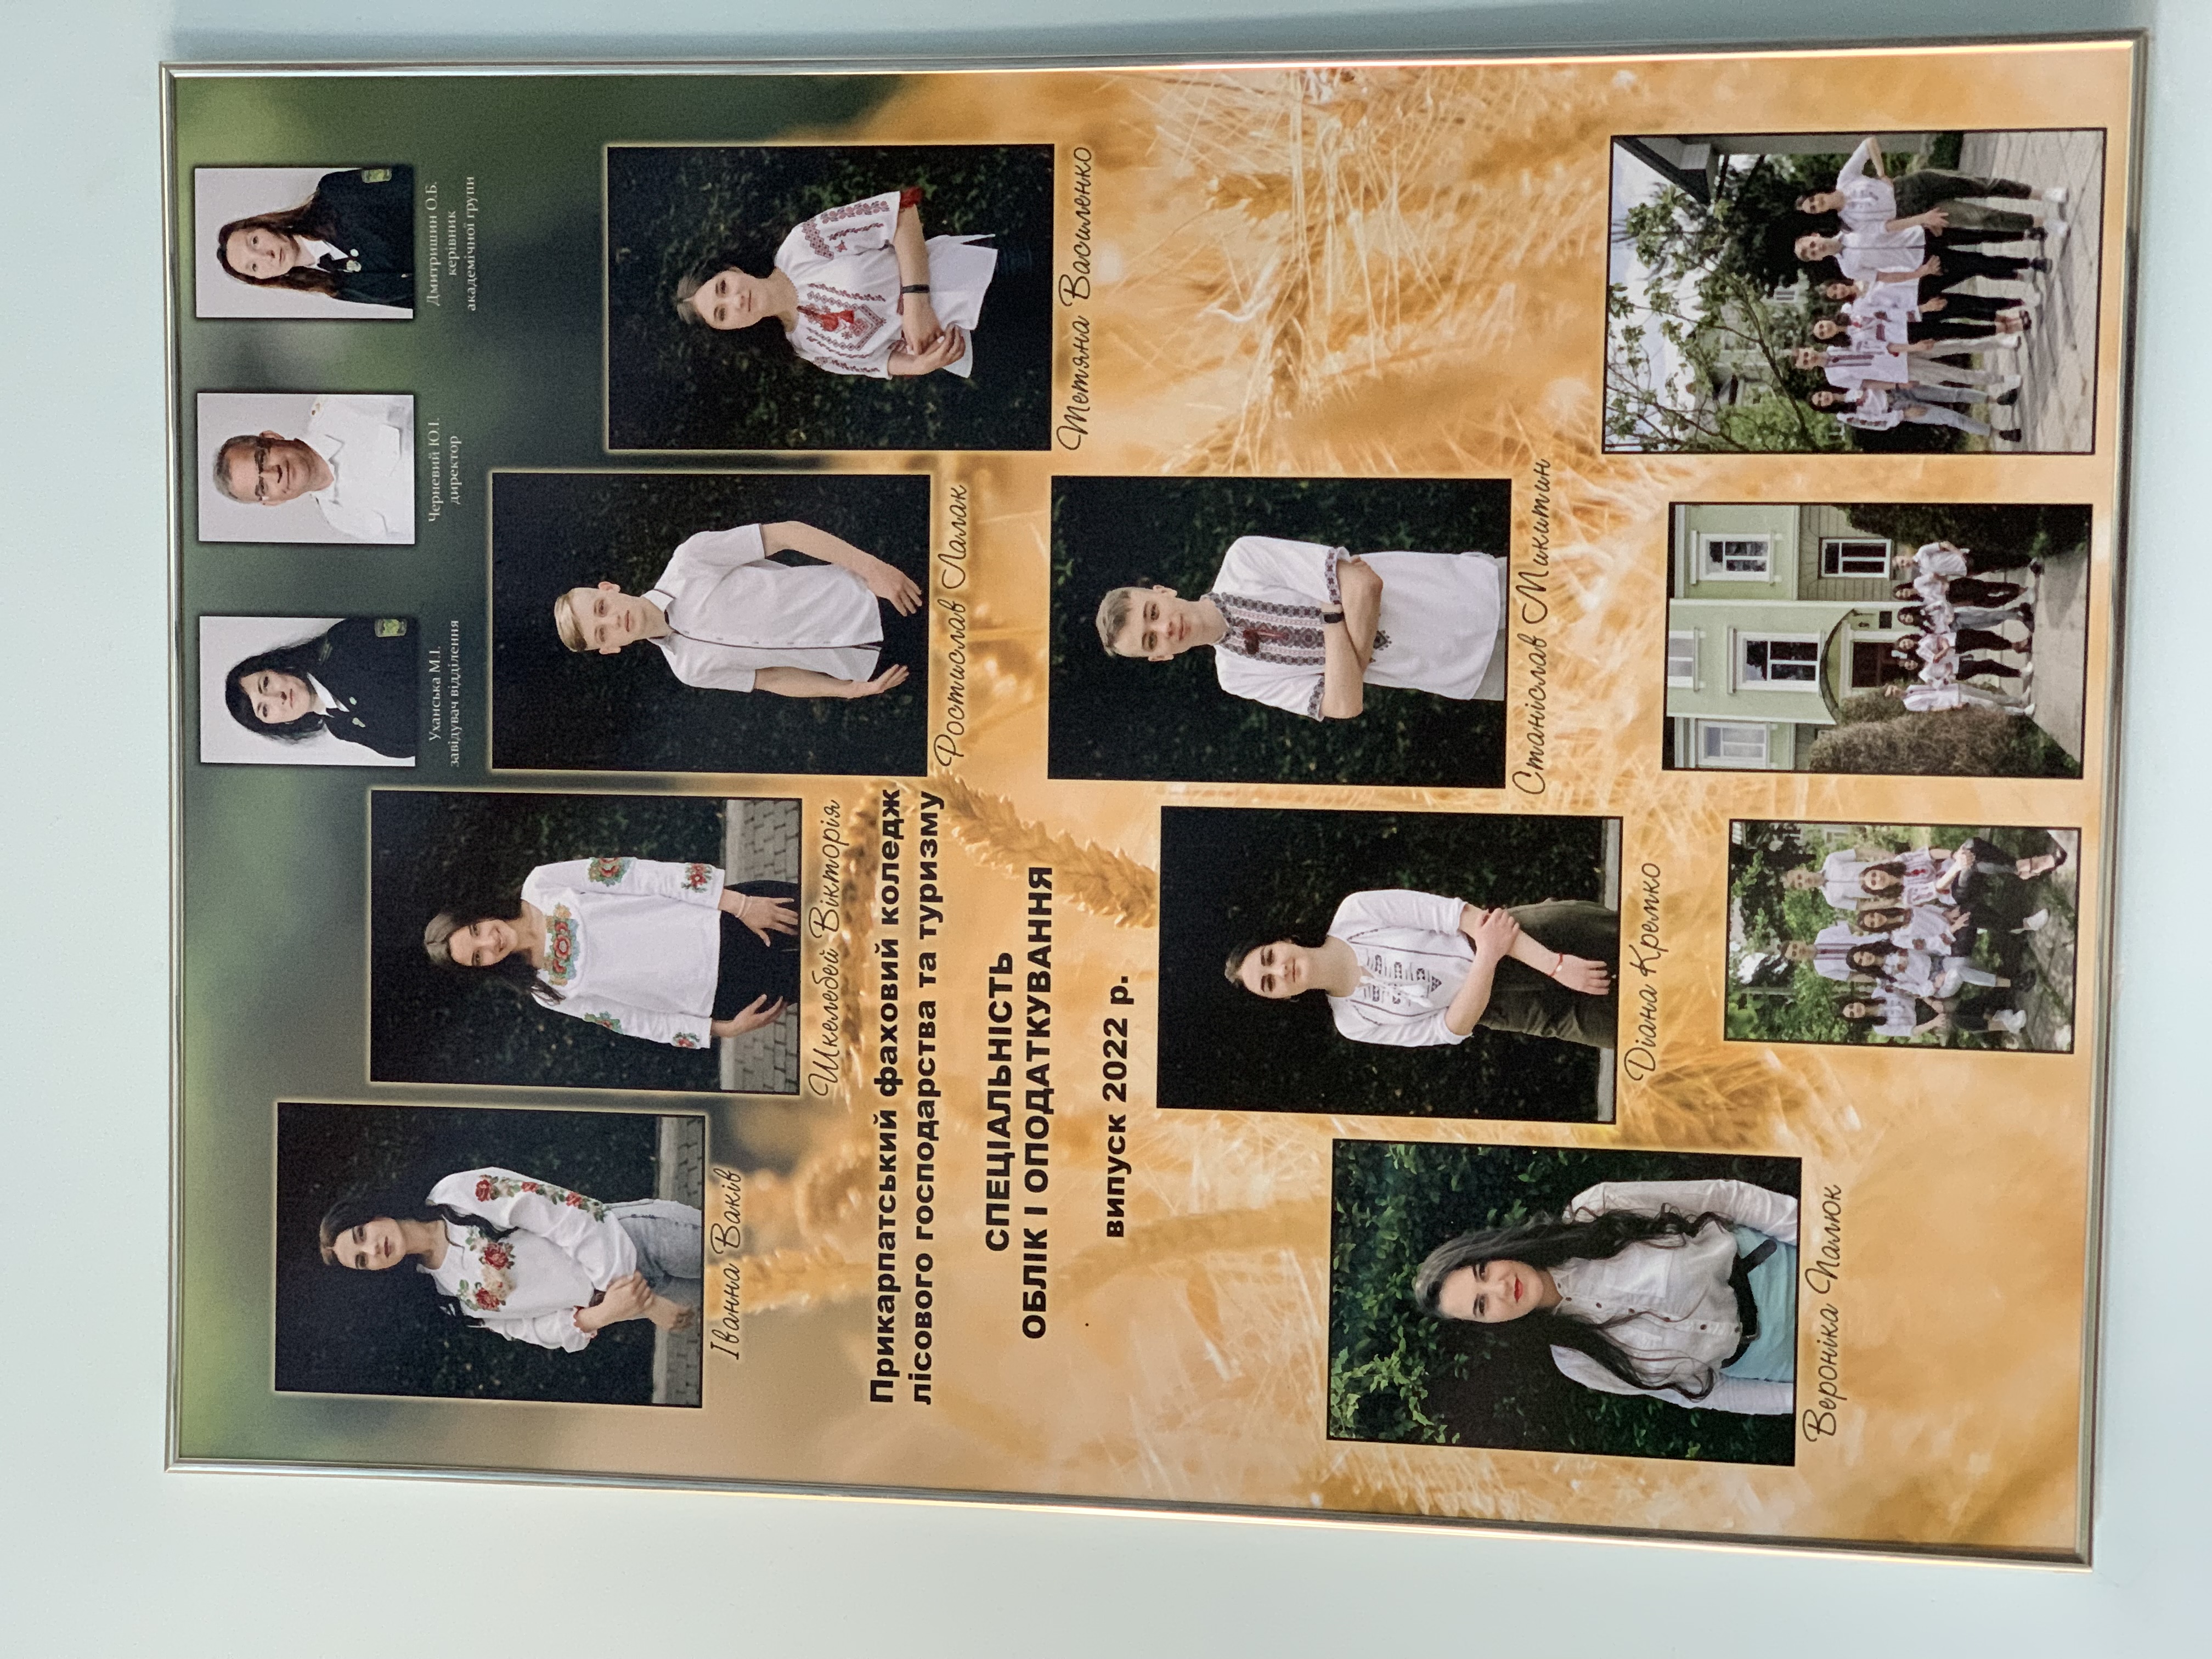 Уханська М.І.
завідувач відділення
Черневий Ю.І.
директор
Дмитришин О.Б.
керівник
академічної групи
Іванна Ваків
Шкелебей Вікторія
Ростислав Лалак
Тетяна Василенко
Прикарпатський фаховий коледж
лісового господарства та туризму
СПЕЦІАЛЬНІСТЬ
ОБЛІК І ОПОДАТКУВАННЯ
випуск 2022 р.
Станіслав Микитин
Діана Кремко
Вероніка Палюк